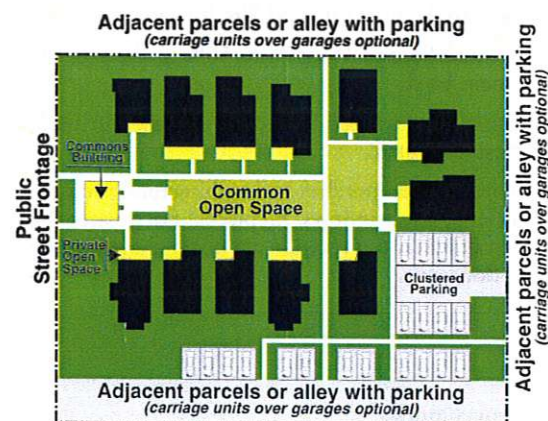 Adjacent parcels or alley with parking
(carriage units over garages optional)
Adjacent parcels or alley with parking
(carriage units over garages optional)
Public
Street Frontage
Commons
Building
Common
Open Space
Private
Open
Space
Clustered
Parking
Adjacent parcels or alley with parking
(carriage units over garages optional)